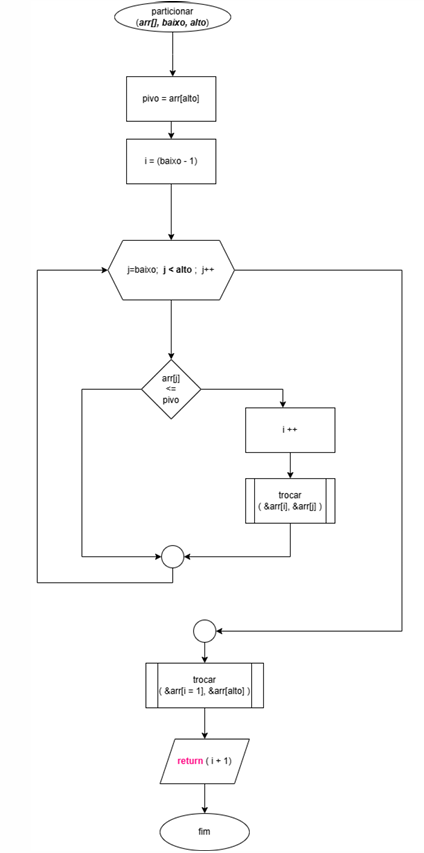 particionar
(arr[], baixo, alto)
pivo = arr[alto]
i = (baixo - 1)
j=baixo; j < alto ; j++
arr[j]
<=
pivo
i ++
trocar
( &arr[i], &arr[j] )
trocar
( &arr[i = 1], &arr[alto] )
return ( i + 1)
fim